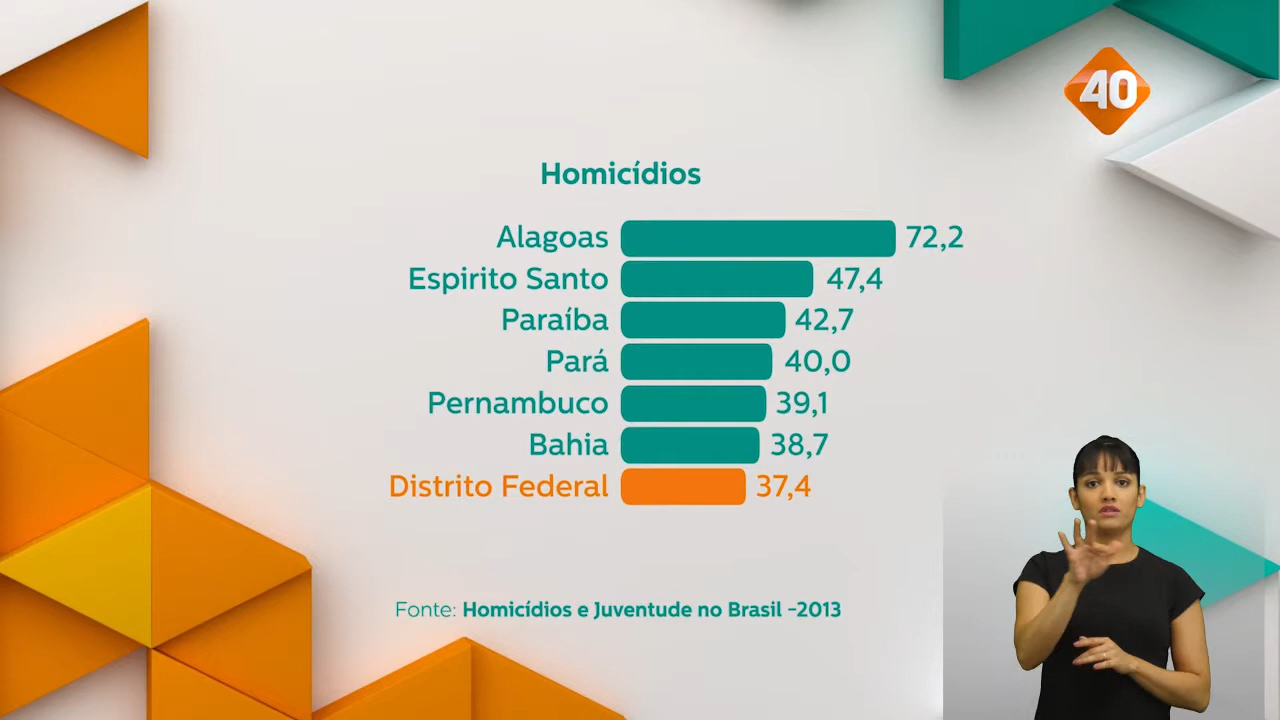 40
Homicídios
Alagoas 72,2
Espirito Santo 47,4
Paraíba 42,7
Pará 40,0
Pernambuco 39,1
Bahia 38,7
Distrito Federal 37,4
Fonte: Homicídios e Juventude no Brasil -2013